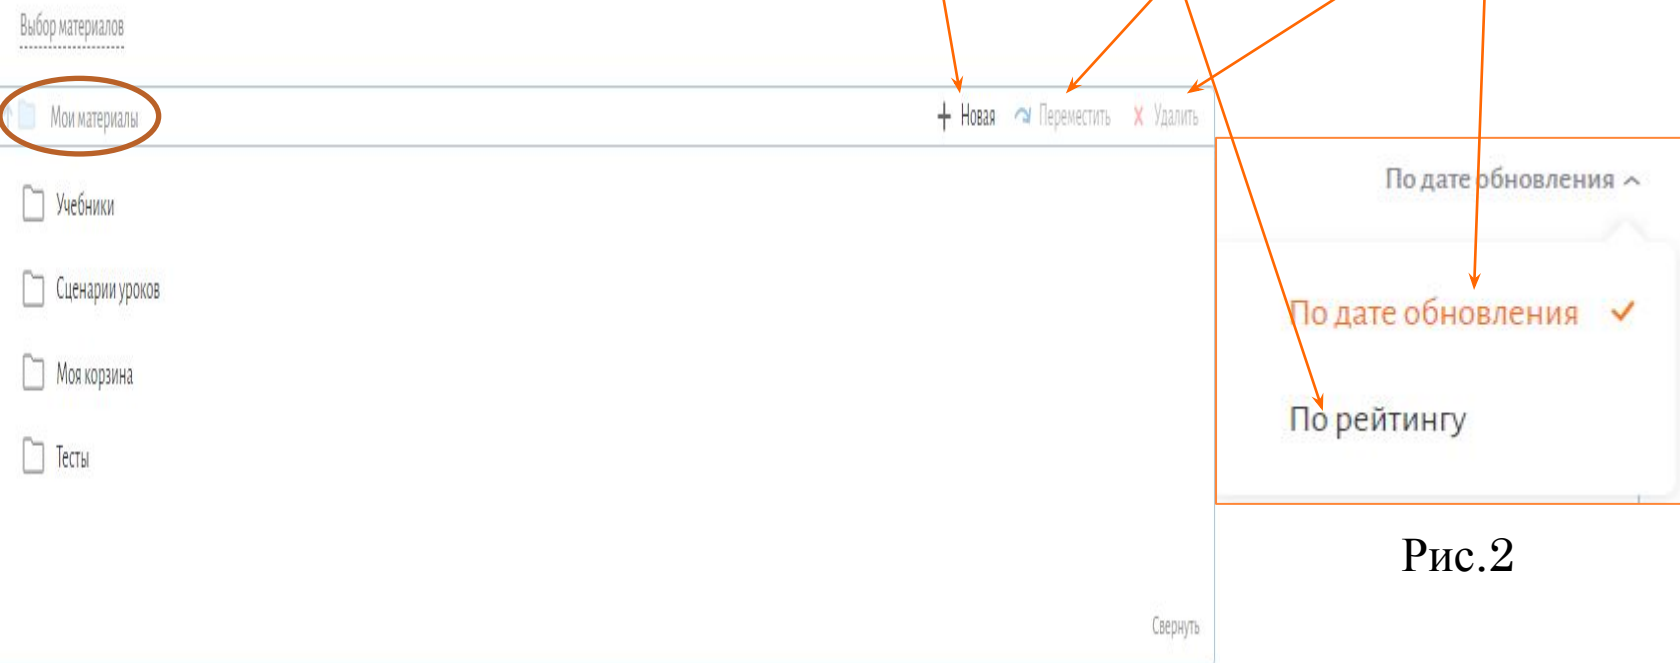 Выбор материалов
Мои материалы
Новая Переместить Удалить
Учебники
Сценарии уроков
Моя корзина
Тесты
Свернуть
По дате обновления
По дате обновления
По рейтингу
Рис.2